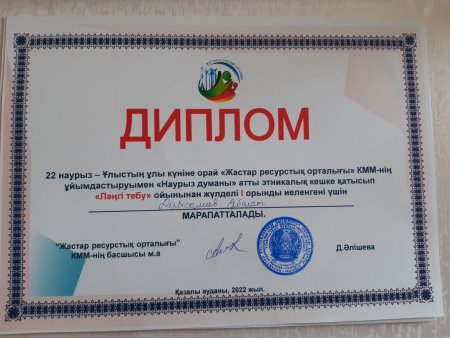 ДИПЛОМ
22 наурыз – Ұлыстың ұлы күніне орай «Жастар ресурстық орталығы» КММ-нің
ұйымдастыруымен «Наурыз думаны» атты этникалық кешке қатысып
«Ләңгі тебу» ойынынан жүлделі І орынды иеленгені үшін
МАРАПАТТАЛАДЫ.
"Жастар ресурстық орталығы"
КММ-нің басшысы м.а
Д.Әлішева
Қазалы ауданы, 2022 жыл.